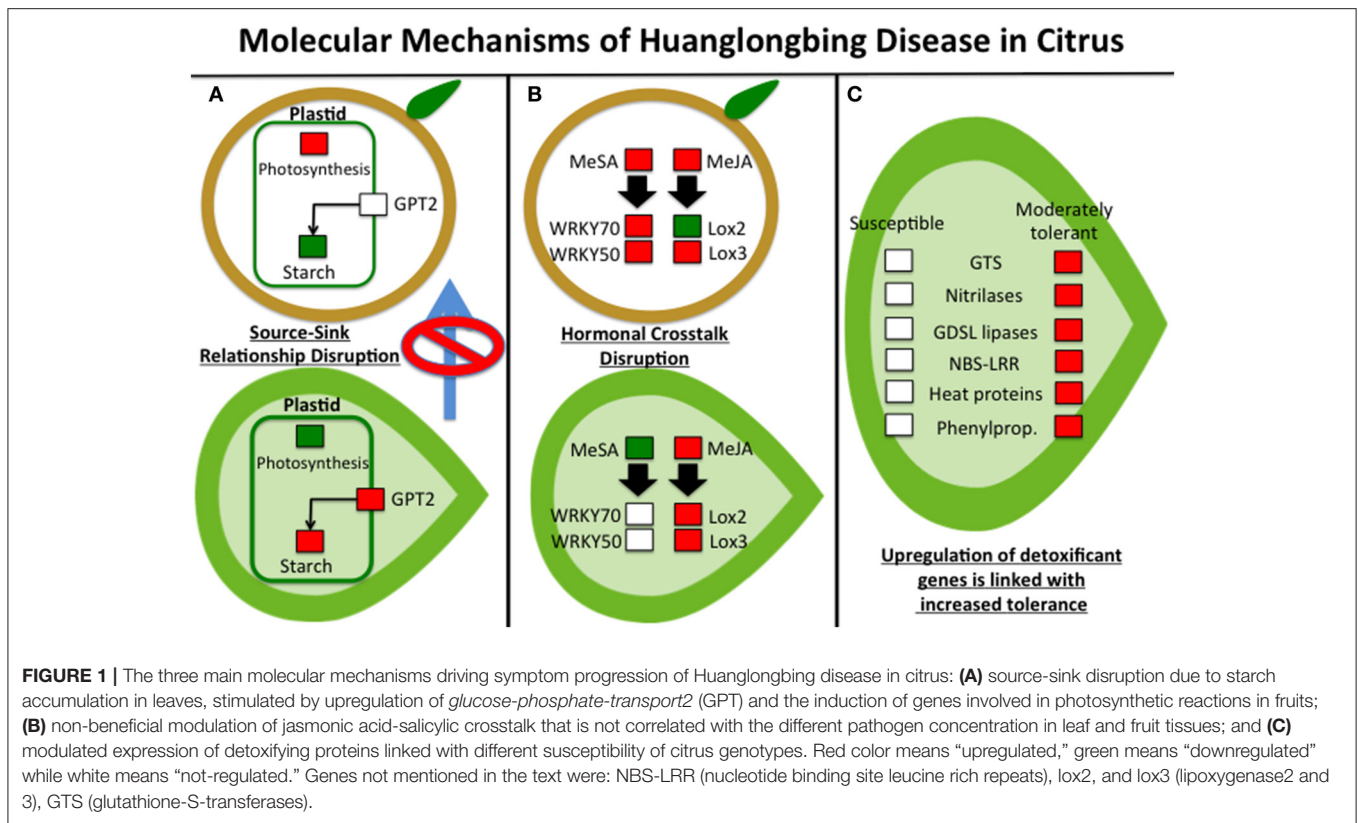 Molecular Mechanisms of Huanglongbing Disease in Citrus
A
Plastid
Photosynthesis
GPT2
Starch
Source-Sink
Relationship Disruption
Plastid
Photosynthesis
GPT2
Starch
B
MeSA MeJA
WRKY70 Lox2
WRKY50 Lox3
Hormonal Crosstalk
Disruption
MeSA MeJA
WRKY70 Lox2
WRKY50 Lox3
C
Susceptible
Moderately
tolerant
GTS
Nitrilases
GDSL lipases
NBS-LRR
Heat proteins
Phenylprop.
Upregulation of detoxificant
genes is linked with
increased tolerance
FIGURE 1 | The three main molecular mechanisms driving symptom progression of Huanglongbing disease in citrus: (A) source-sink disruption due to starch
accumulation in leaves, stimulated by upregulation of glucose-phosphate-transport2 (GPT) and the induction of genes involved in photosynthetic reactions in fruits;
(B) non-beneficial modulation of jasmonic acid-salicylic crosstalk that is not correlated with the different pathogen concentration in leaf and fruit tissues; and (C)
modulated expression of detoxifying proteins linked with different susceptibility of citrus genotypes. Red color means “upregulated,” green means “downregulated”
while white means “not-regulated.” Genes not mentioned in the text were: NBS-LRR (nucleotide binding site leucine rich repeats), lox2, and lox3 (lipoxygenase2 and
3), GTS (glutathione-S-transferases).